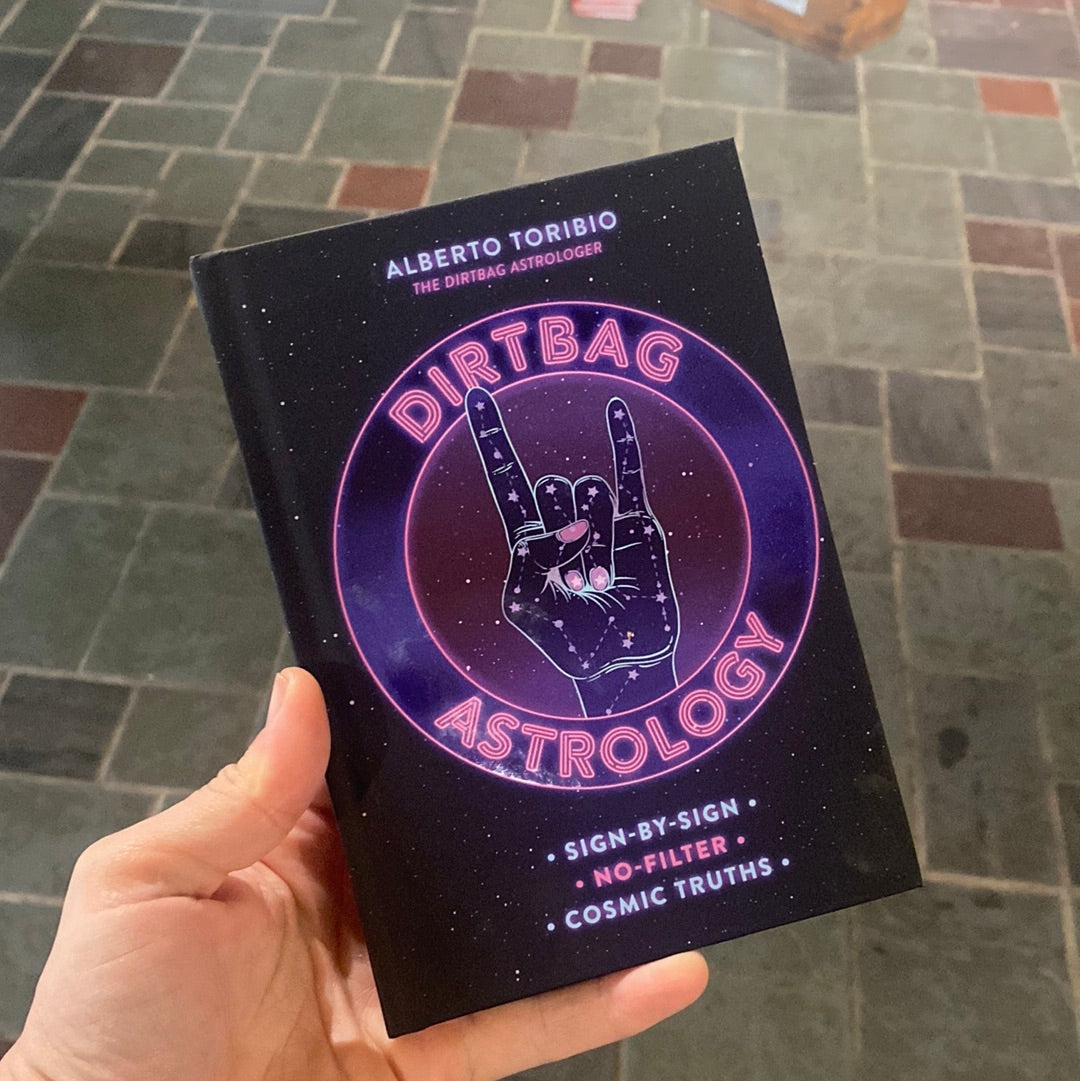 ALBERTO TORIBIO
THE DIRTBAG ASTROLOGER
DIRTBAG
ASTROLOGY
• SIGN-BY-SIGN •
• NO-FILTER •
• COSMIC TRUTHS •